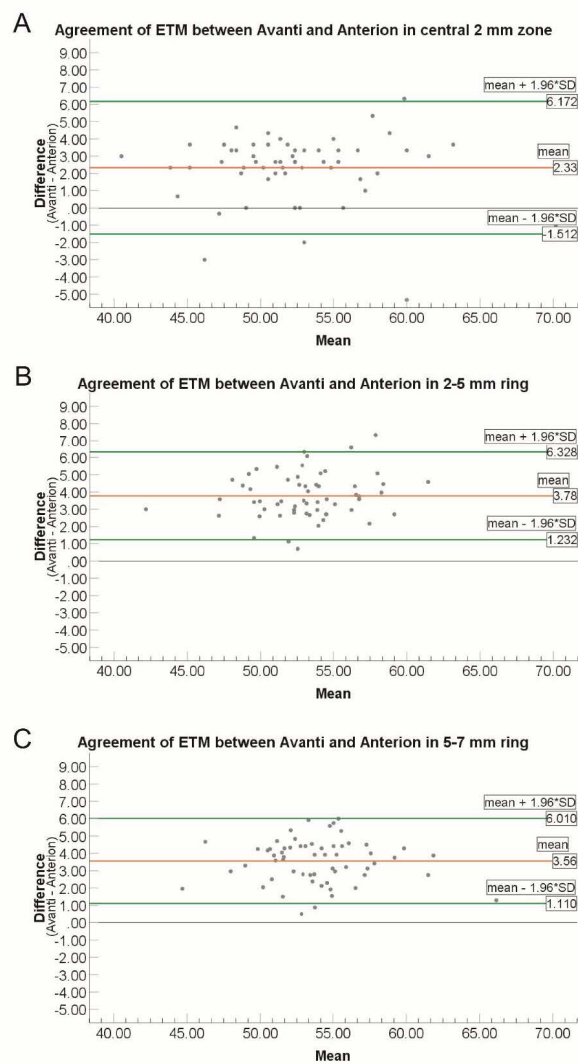 A
Agreement of ETM between Avanti and Anterion in central 2 mm zone
9.00
8.00
7.00
6.00
5.00
4.00
3.00
2.00
1.00
.00
-1.00
-2.00
-3.00
-4.00
-5.00
Difference
(Avanti - Anterion)
mean + 1.96*SD
6.172
mean
2.33
mean - 1.96*SD
-1.512
40.00 45.00 50.00 55.00 60.00 65.00 70.00
Mean
B
Agreement of ETM between Avanti and Anterion in 2-5 mm ring
9.00
8.00
7.00
6.00
5.00
4.00
3.00
2.00
1.00
.00
-1.00
-2.00
-3.00
-4.00
-5.00
Difference
(Avanti - Anterion)
mean + 1.96*SD
6.328
mean
3.78
mean - 1.96*SD
1.232
40.00 45.00 50.00 55.00 60.00 65.00 70.00
Mean
C
Agreement of ETM between Avanti and Anterion in 5-7 mm ring
9.00
8.00
7.00
6.00
5.00
4.00
3.00
2.00
1.00
.00
-1.00
-2.00
-3.00
-4.00
-5.00
Difference
(Avanti - Anterion)
mean + 1.96*SD
6.010
mean
3.56
mean - 1.96*SD
1.110
40.00 45.00 50.00 55.00 60.00 65.00 70.00
Mean